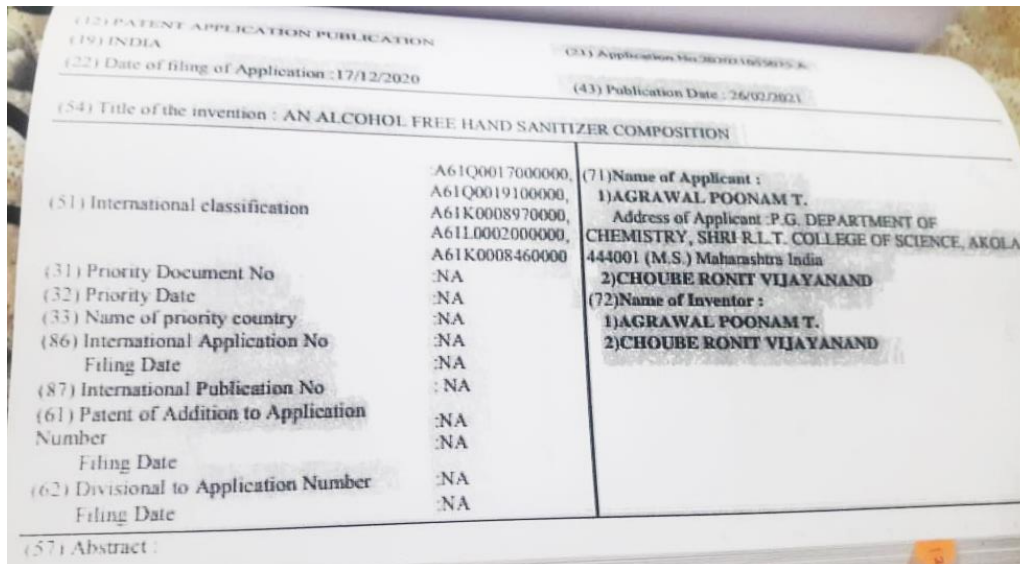 (12) PATENT APPLICATION PUBLICATION
(19) INDIA
(21) Application No.
(22) Date of filing of Application :17/12/2020
(43) Publication Date : 26/02/2021
(54) Title of the invention : AN ALCOHOL FREE HAND SANITIZER COMPOSITION
(51) International classification
:A61Q0017000000,
A61Q0019100000,
A61K0008970000,
A61L0002000000,
A61K0008460000
(31) Priority Document No :NA
(32) Priority Date :NA
(33) Name of priority country :NA
(86) International Application No :NA
Filing Date :NA
(87) International Publication No : NA
(61) Patent of Addition to Application :NA
Number :NA
Filing Date
(62) Divisional to Application Number :NA
Filing Date :NA
(71)Name of Applicant :
1)AGRAWAL POONAM T.
Address of Applicant :P.G. DEPARTMENT OF
CHEMISTRY, SHRI R.L.T. COLLEGE OF SCIENCE, AKOLA
444001 (M.S.) Maharashtra India
2)CHOUBE RONIT VIJAYANAND
(72)Name of Inventor :
1)AGRAWAL POONAM T.
2)CHOUBE RONIT VIJAYANAND
(57) Abstract :